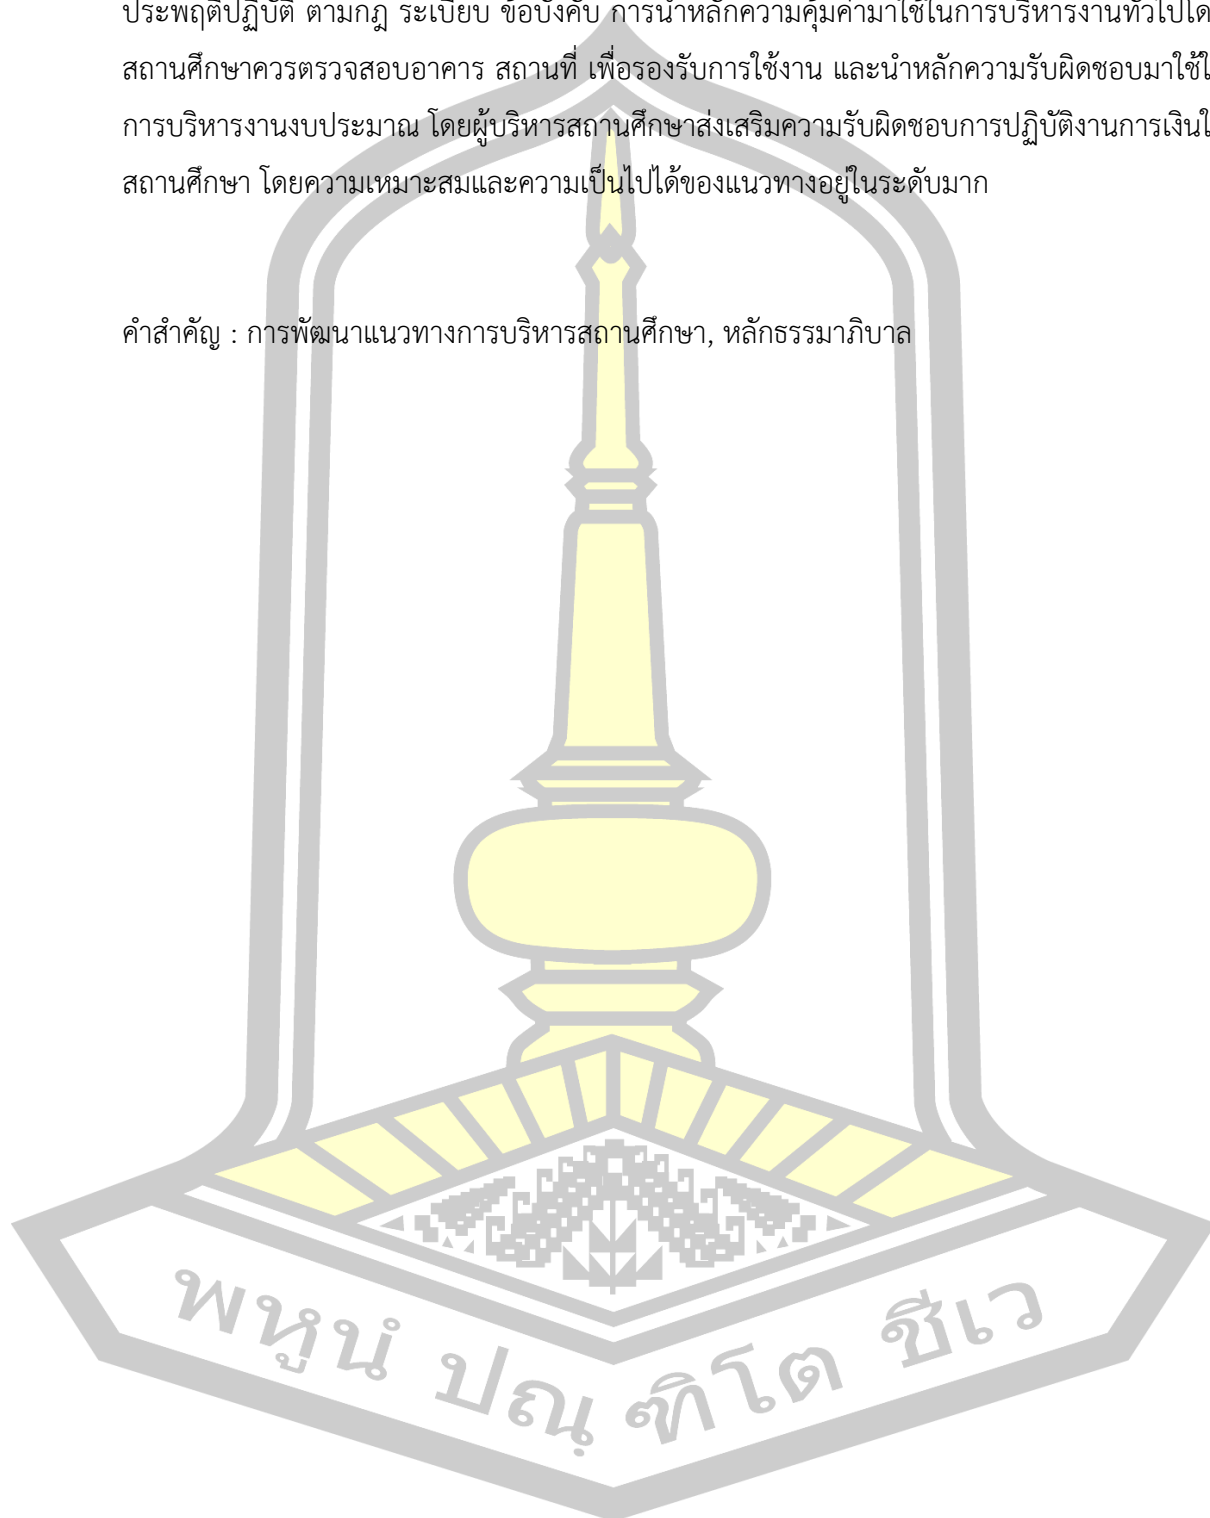 ประพฤติปฏิบัติ ตามกฎ ระเบียบ ข้อบังคับ การนำหลักความคุ้มค่ามาใช้ในการบริหารงานทั่วไปโด
สถานศึกษาควรตรวจสอบอาคาร สถานที่ เพื่อรองรับการใช้งาน และนำหลักความรับผิดชอบมาใช้ใ
การบริหารงานงบประมาณ โดยผู้บริหารสถานศึกษาส่งเสริมความรับผิดชอบการปฏิบัติงานการเงินใ
สถานศึกษา โดยความเหมาะสมและความเป็นไปได้ของแนวทางอยู่ในระดับมาก
คำสำคัญ : การพัฒนาแนวทางการบริหารสถานศึกษา, หลักธรรมาภิบาล
พหูนํ ปณฺฑิโต ชีเว